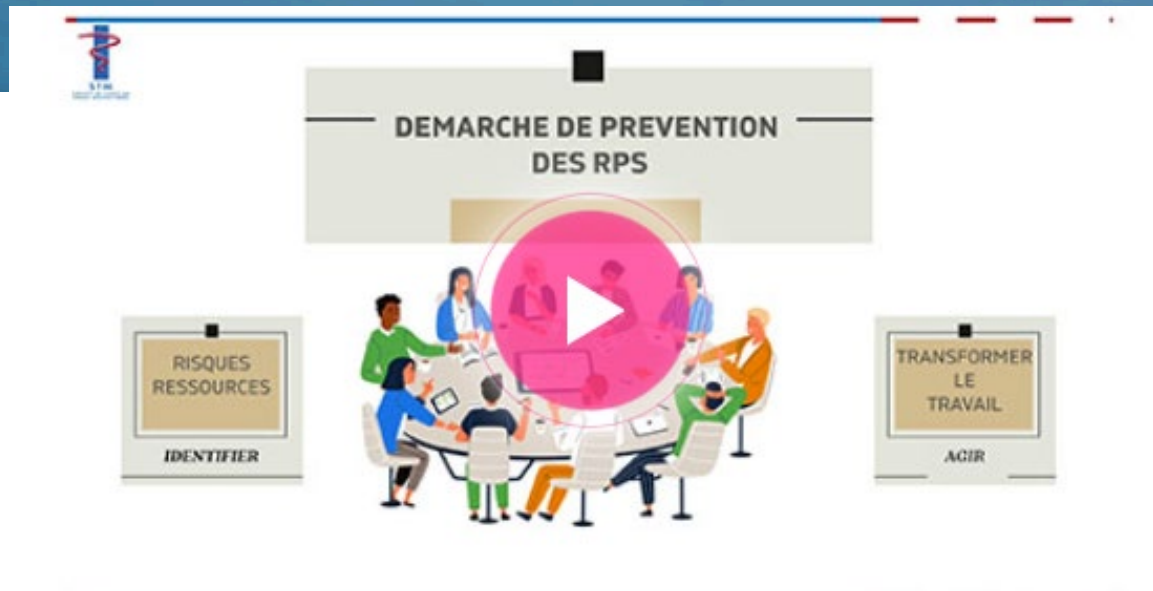 DEMARCHE DE PREVENTION
DES RPS
RISQUES
RESSOURCES
IDENTIFIER
TRANSFORMER
LE
TRAVAIL
AGIR